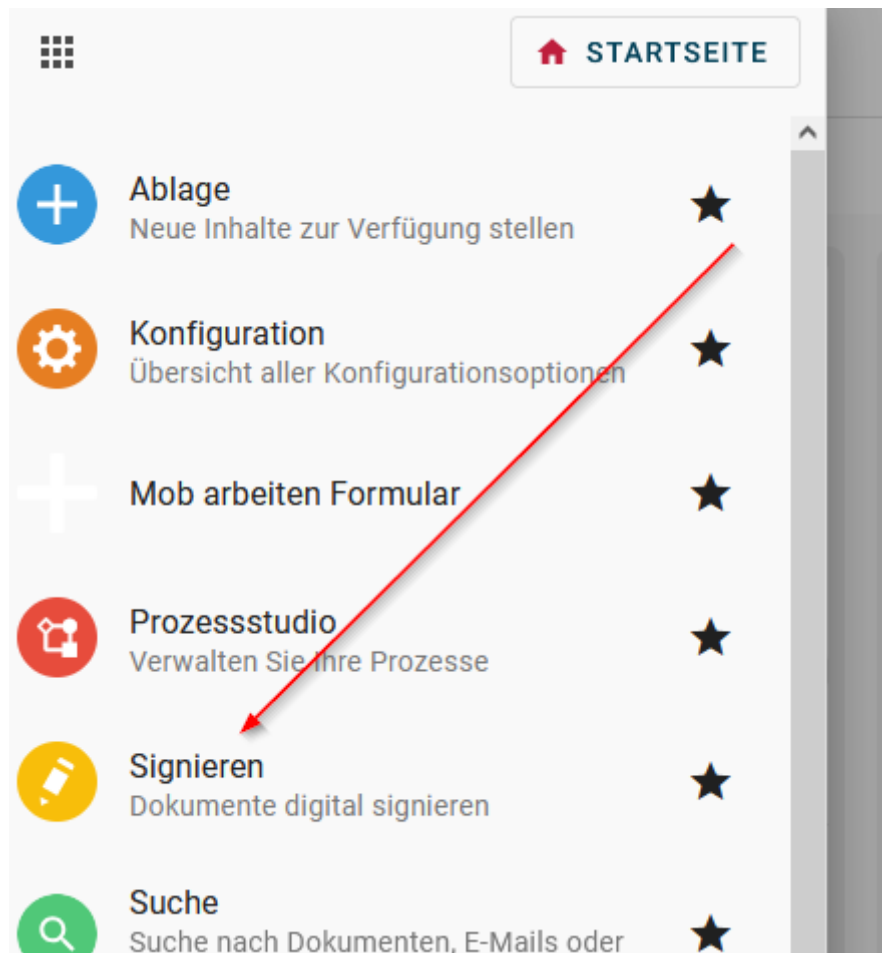 STARTSEITE
Ablage
Neue Inhalte zur Verfügung stellen
Konfiguration
Übersicht aller Konfigurationsoptionen
Mob arbeiten Formular
Prozessstudio
Verwalten Sie Ihre Prozesse
Signieren
Dokumente digital signieren
Suche
Suche nach Dokumenten, E-Mails oder